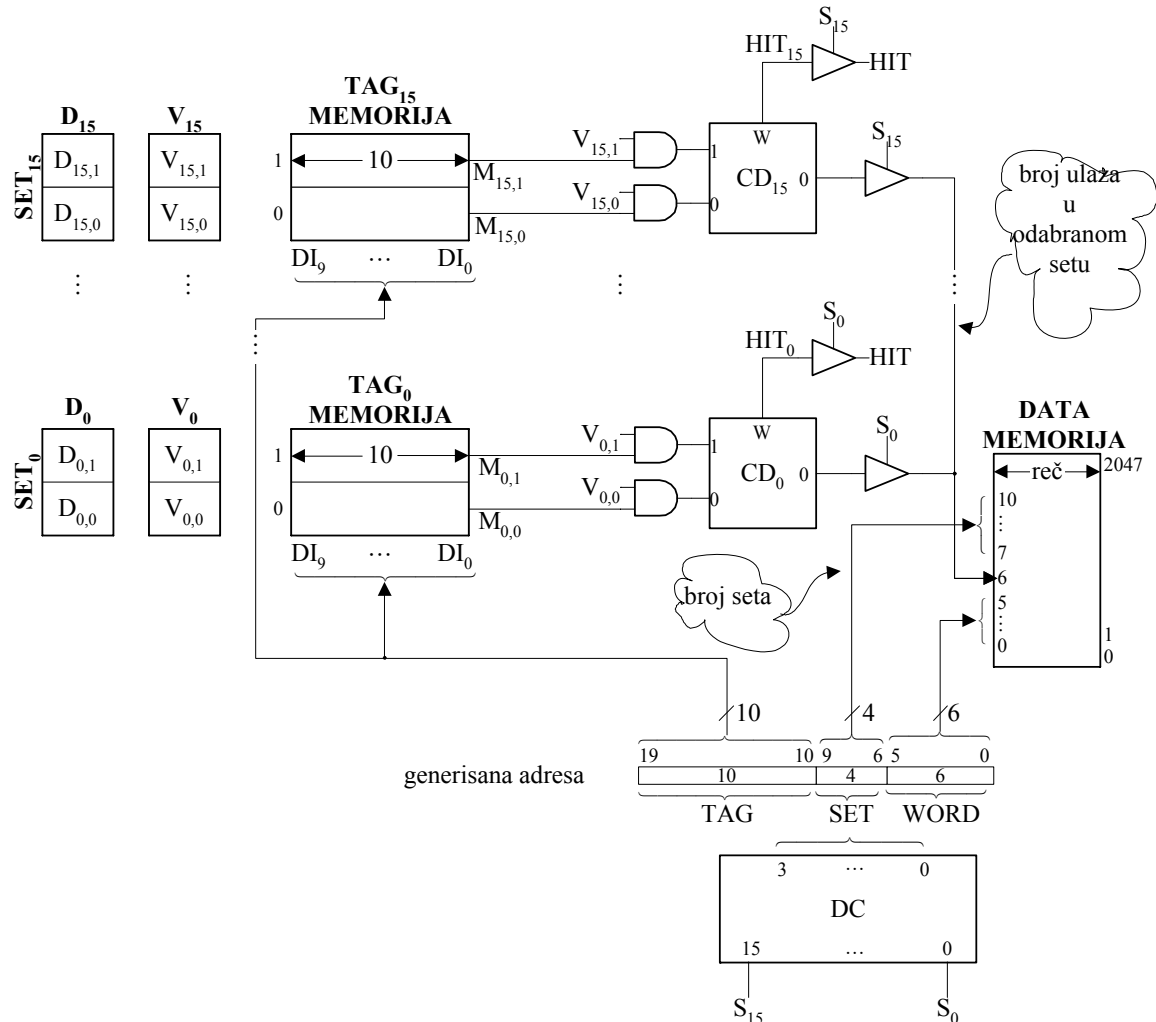 S15
HIT15
HIT
D15
V15
TAG15
MEMORIJA
SET15
D15,1
V15,1
D15,0
V15,0
1
10
0
M15,1
M15,0
DI9 … DI0
V15,1
V15,0
W
1
0
CD15
0
S15
broj ulaza
u
odabranom
setu
⋮
⋮
⋮
⋮
⋮
S0
HIT0
HIT
D0
V0
TAG0
MEMORIJA
SET0
D0,1
V0,1
D0,0
V0,0
1
10
0
M0,1
M0,0
DI9 … DI0
V0,1
V0,0
W
1
0
CD0
0
S0
DATA
MEMORIJA
reč
2047
10
⋮
7
6
5
⋮
0
1
0
broj seta
10
4
6
19 10 9 6 5 0
generisana adresa
10 4 6
TAG SET WORD
3 … 0
DC
15 … 0
S15 S0